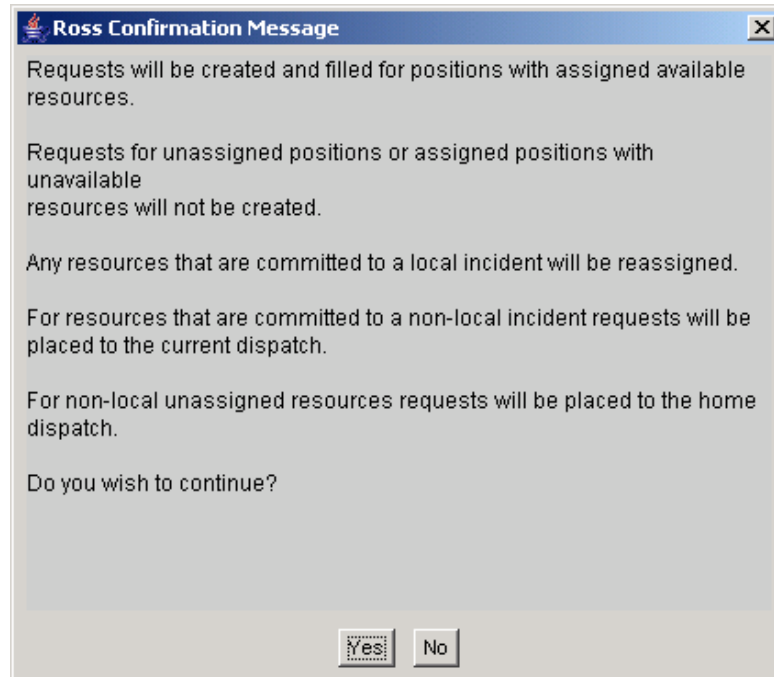 Ross Confirmation Message
Requests will be created and filled for positions with assigned available
resources.
Requests for unassigned positions or assigned positions with
unavailable
resources will not be created.
Any resources that are committed to a local incident will be reassigned.
For resources that are committed to a non-local incident requests will be
placed to the current dispatch.
For non-local unassigned resources requests will be placed to the home
dispatch.
Do you wish to continue?
Yes No